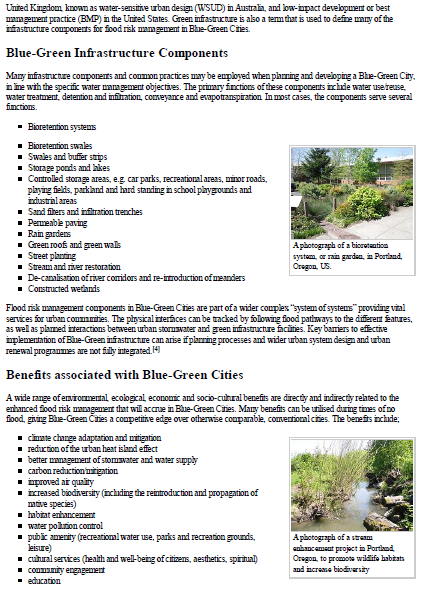 United Kingdom, known as water-sensitive urban design (WSUD) in Australia, and low-impact development or best
management practice (BMP) in the United States. Green infrastructure is also a term that is used to define many of the
infrastructure components for flood risk management in Blue-Green Cities.
Blue-Green Infrastructure Components
Many infrastructure components and common practices may be employed when planning and developing a Blue-Green City,
in line with the specific water management objectives. The primary functions of these components include water use/reuse,
water treatment, detention and infiltration, conveyance and evapotranspiration. In most cases, the components serve several
functions.
▪ Bioretention systems
▪ Bioretention swales
▪ Swales and buffer strips
▪ Storage ponds and lakes
▪ Controlled storage areas, e.g. car parks, recreational areas, minor roads,
playing fields, parkland and hard standing in school playgrounds and
industrial areas
▪ Sand filters and infiltration trenches
▪ Permeable paving
▪ Rain gardens
▪ Green roofs and green walls
▪ Street planting
▪ Stream and river restoration
▪ De-canalisation of river corridors and re-introduction of meanders
▪ Constructed wetlands
A photograph of a bioretention
system, or rain garden, in Portland,
Oregon, US.
Flood risk management components in Blue-Green Cities are part of a wider complex “system of systems” providing vital
services for urban communities. The physical interfaces can be tracked by following flood pathways to the different features,
as well as planned interactions between urban stormwater and green infrastructure facilities. Key barriers to effective
implementation of Blue-Green infrastructure can arise if planning processes and wider urban system design and urban
renewal programmes are not fully integrated.[4]
Benefits associated with Blue-Green Cities
A wide range of environmental, ecological, economic and socio-cultural benefits are directly and indirectly related to the
enhanced flood risk management that will accrue in Blue-Green Cities. Many benefits can be utilised during times of no
flood, giving Blue-Green Cities a competitive edge over otherwise comparable, conventional cities. The benefits include;
▪ climate change adaptation and mitigation
▪ reduction of the urban heat island effect
▪ better management of stormwater and water supply
▪ carbon reduction/mitigation
▪ improved air quality
▪ increased biodiversity (including the reintroduction and propagation of
native species)
▪ habitat enhancement
▪ water pollution control
▪ public amenity (recreational water use, parks and recreation grounds,
leisure)
▪ cultural services (health and well-being of citizens, aesthetics, spiritual)
▪ community engagement
▪ education
A photograph of a stream
enhancement project in Portland,
Oregon, to promote wildlife habitats
and increase biodiversity